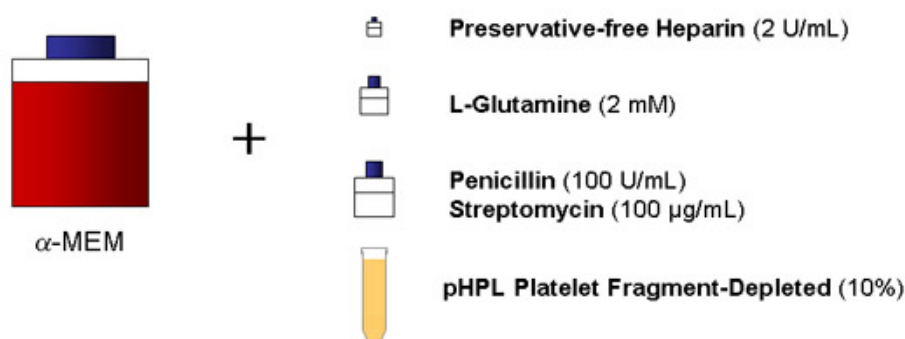 Preservative-free Heparin (2 U/mL)
L-Glutamine (2 mM)
Penicillin (100 U/mL)
Streptomycin (100 µg/mL)
α-MEM
+
pHPL Platelet Fragment-Depleted (10%)